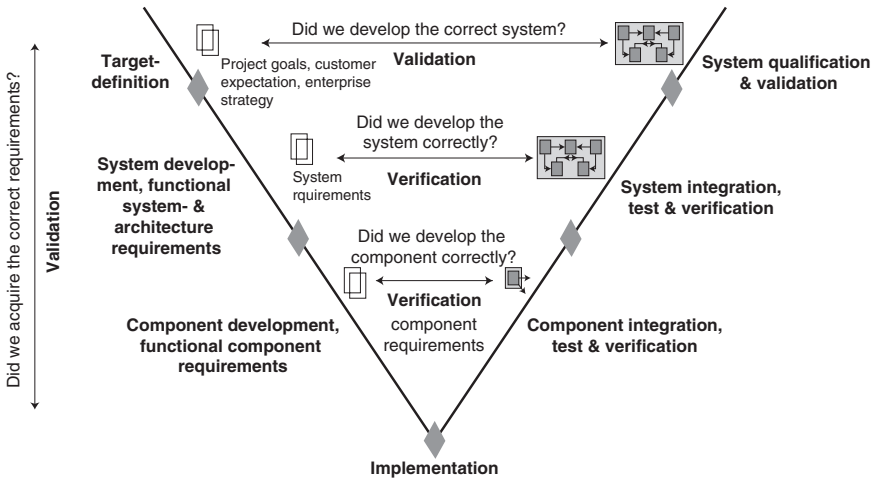 Did we develop the correct system?
Validation
Target-
definition
Project goals, customer
expectation, enterprise
strategy
System qualification
& validation
Did we acquire the correct requirements?
Validation
Did we develop the
system correctly?
Verification
System
rquirements
System develop-
ment, functional
system- &
architecture
requirements
System integration,
test & verification
Did we develop the
component correctly?
Verification
component
requirements
Component development,
functional component
requirements
Component integration,
test & verification
Implementation